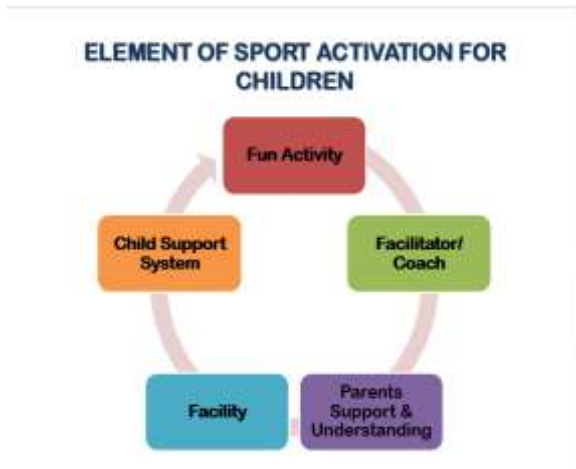 ELEMENT OF SPORT ACTIVATION FOR
CHILDREN
Fun Activity
Facilitator/
Coach
Parents
Support &
Understanding
Facility
Child Support
System